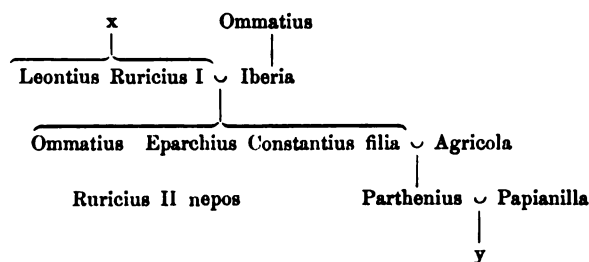 x Ommatius
Leontius Ruricius I ᴗ Iberia
Ommatius Eparchius Constantius filia ᴗ Agricola
Ruricius II nepos Parthenius ᴗ Papianilla
y